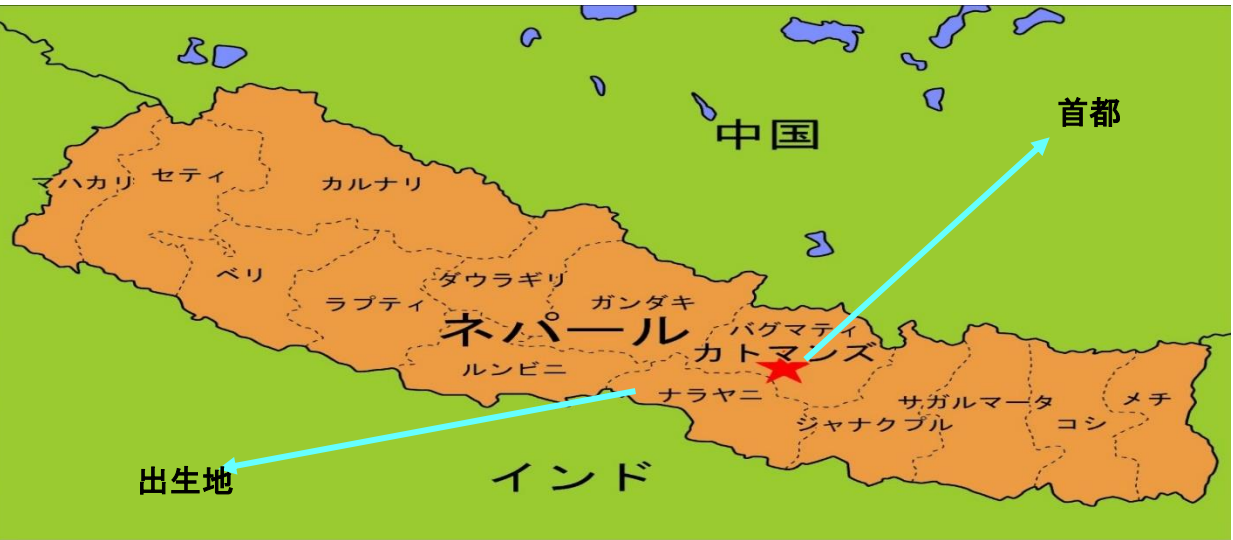 首都
中国
マハカリ
セティ
カルナリ
ベリ
ダウラギリ
ラプティ
ガンダキ
ネパール
バグマティ
カトマンズ
ルンビニ
ナラヤニ
サガルマータ
メチ
ジャナクプル
コシ
インド
出生地